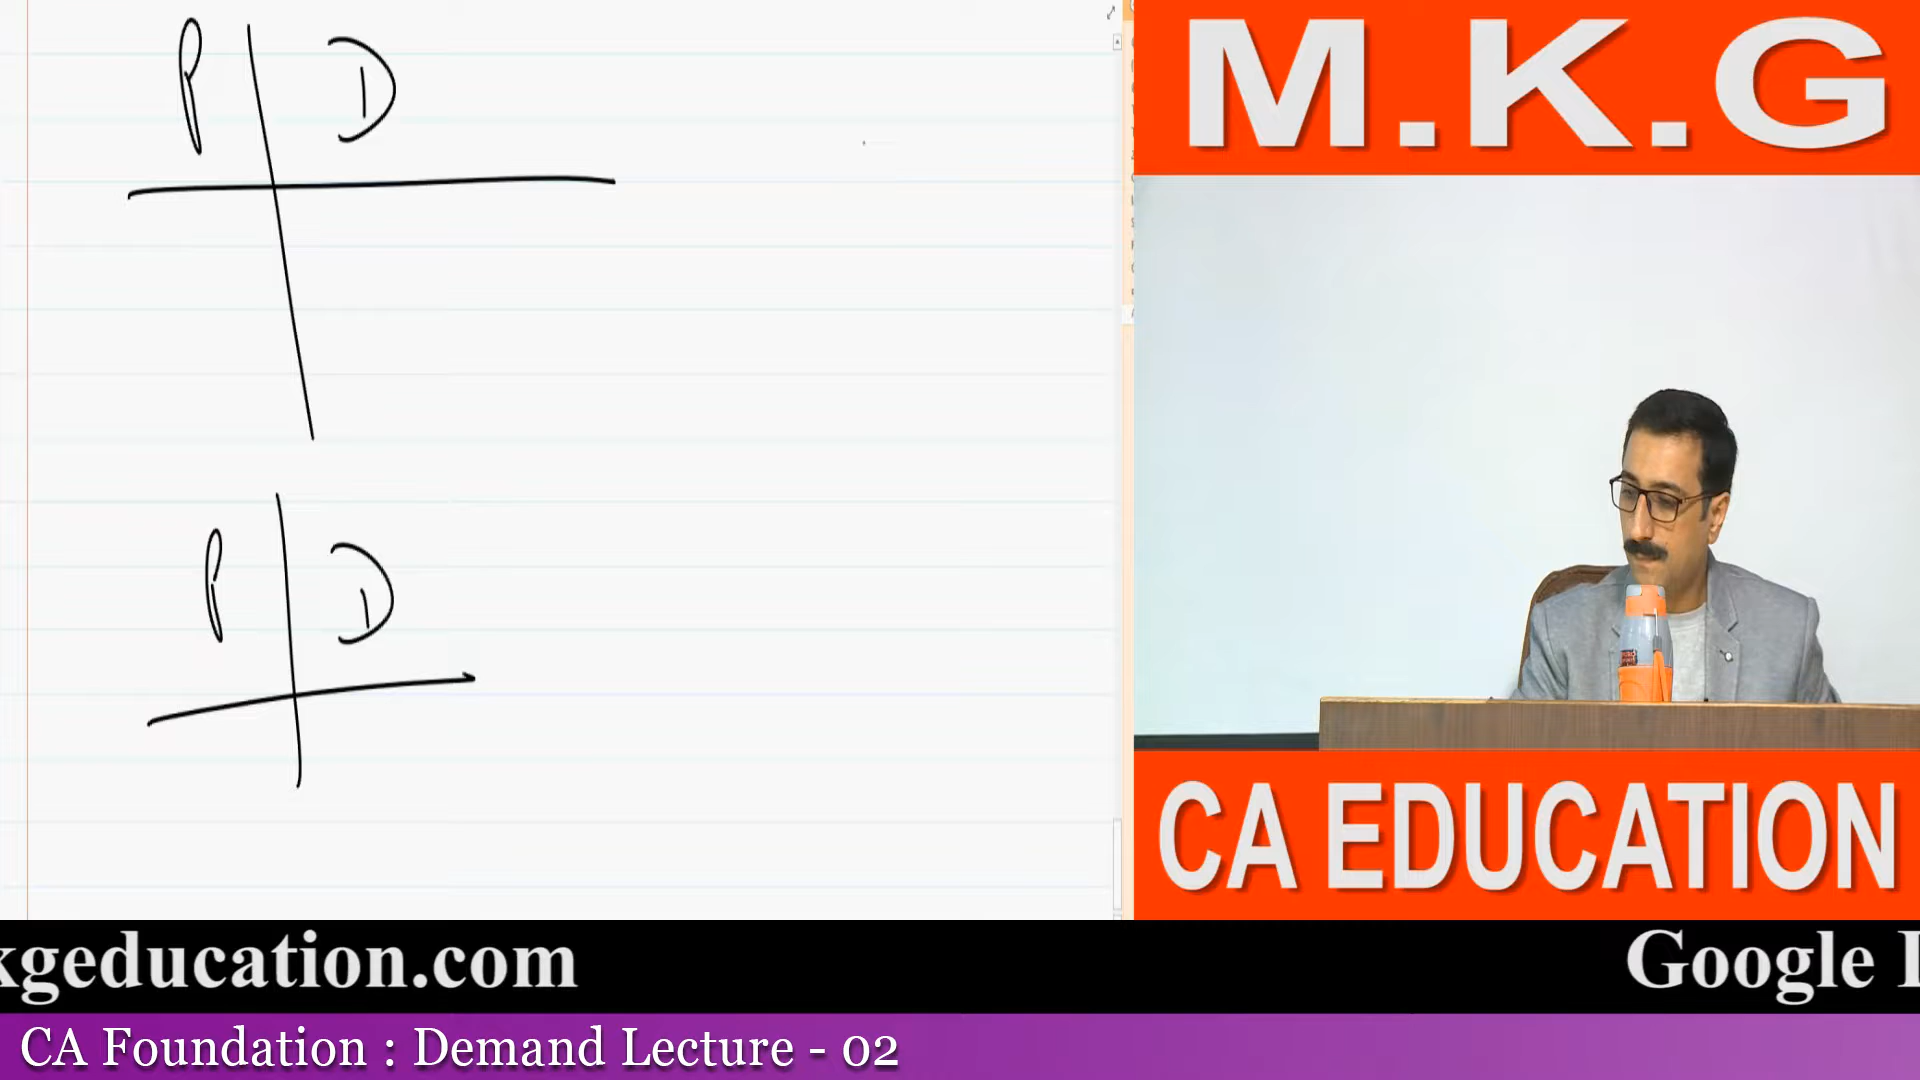 P D
P D
M.K.G
CA EDUCATION
kgeducation.com
Google
CA Foundation : Demand Lecture - 02